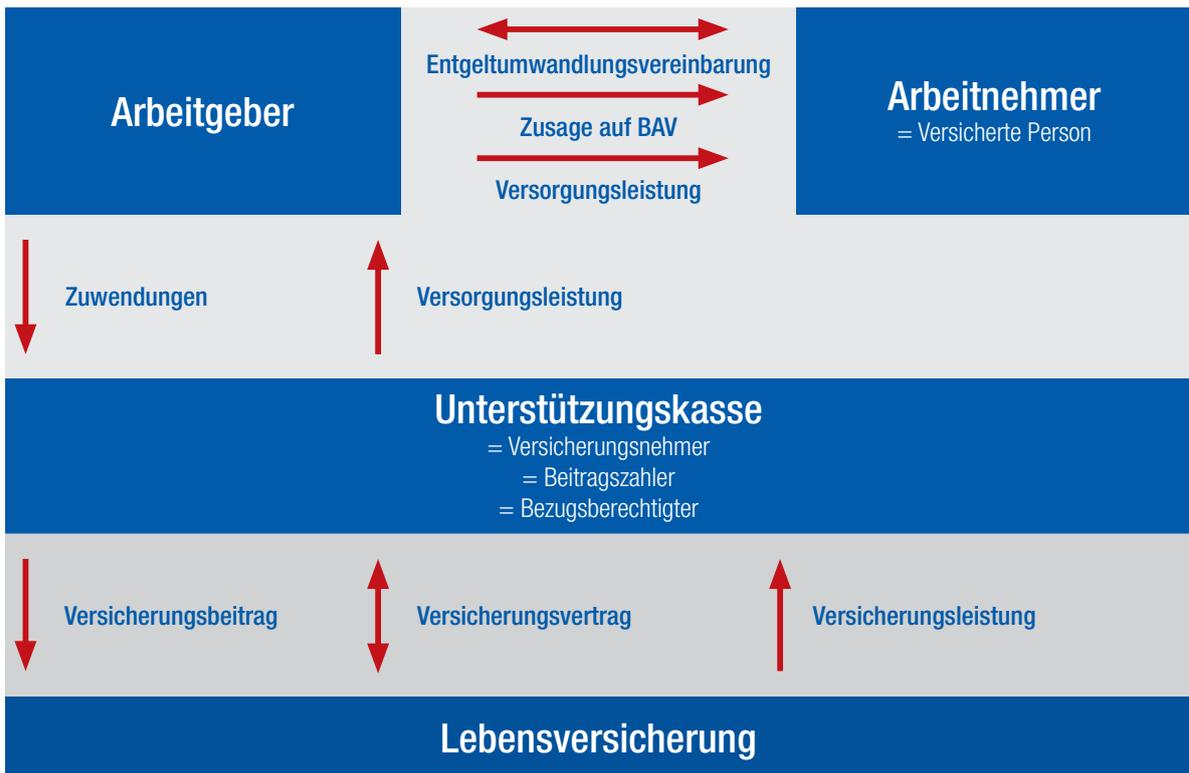 Arbeitgeber
Entgeltumwandlungsvereinbarung
Zusage auf BAV
Versorgungsleistung
Arbeitnehmer
= Versicherte Person
Zuwendungen
Versorgungsleistung
Unterstützungskasse
= Versicherungsnehmer
= Beitragszahler
= Bezugsberechtigter
Versicherungsbeitrag
Versicherungsvertrag
Versicherungsleistung
Lebensversicherung